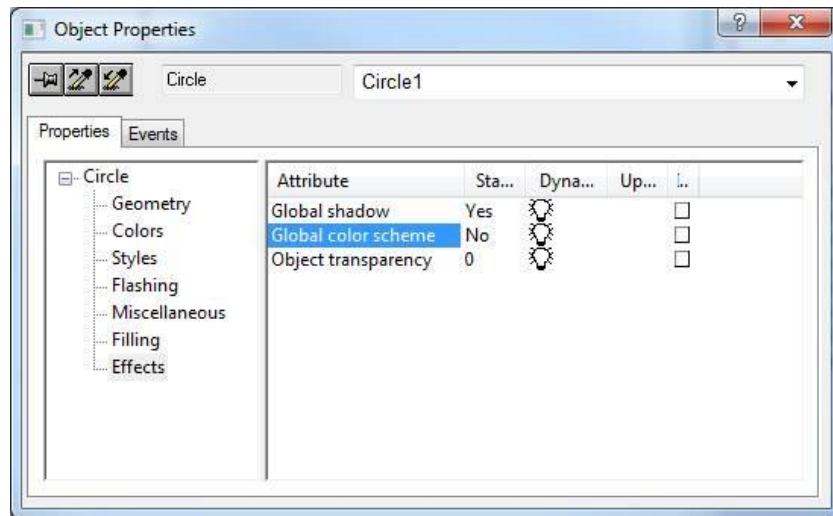 Object Properties
Circle Circle1
Properties Events
Circle
Geometry
Colors
Styles
Flashing
Miscellaneous
Filling
Effects
Attribute Sta... Dyna... Up... I..
Global shadow Yes
Global color scheme No
Object transparency 0